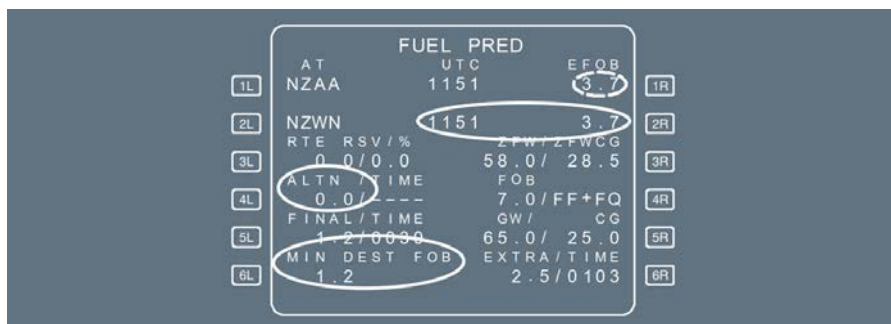 FUEL PRED
AT UTC EFOB
1L NZAA 1151 3.7 1R
2L NZWN 1151 3.7 2R
RTE RSV/% ZFW/ZFWCG
3L 0.0/0.0 58.0/ 28.5 3R
ALTN /TIME FOB
4L 0.0/---- 7.0/FF+FQ 4R
FINAL/TIME GW/ CG
5L 1.2/0030 65.0/ 25.0 5R
MIN DEST FOB EXTRA/TIME
6L 1.2 2.5/0103 6R